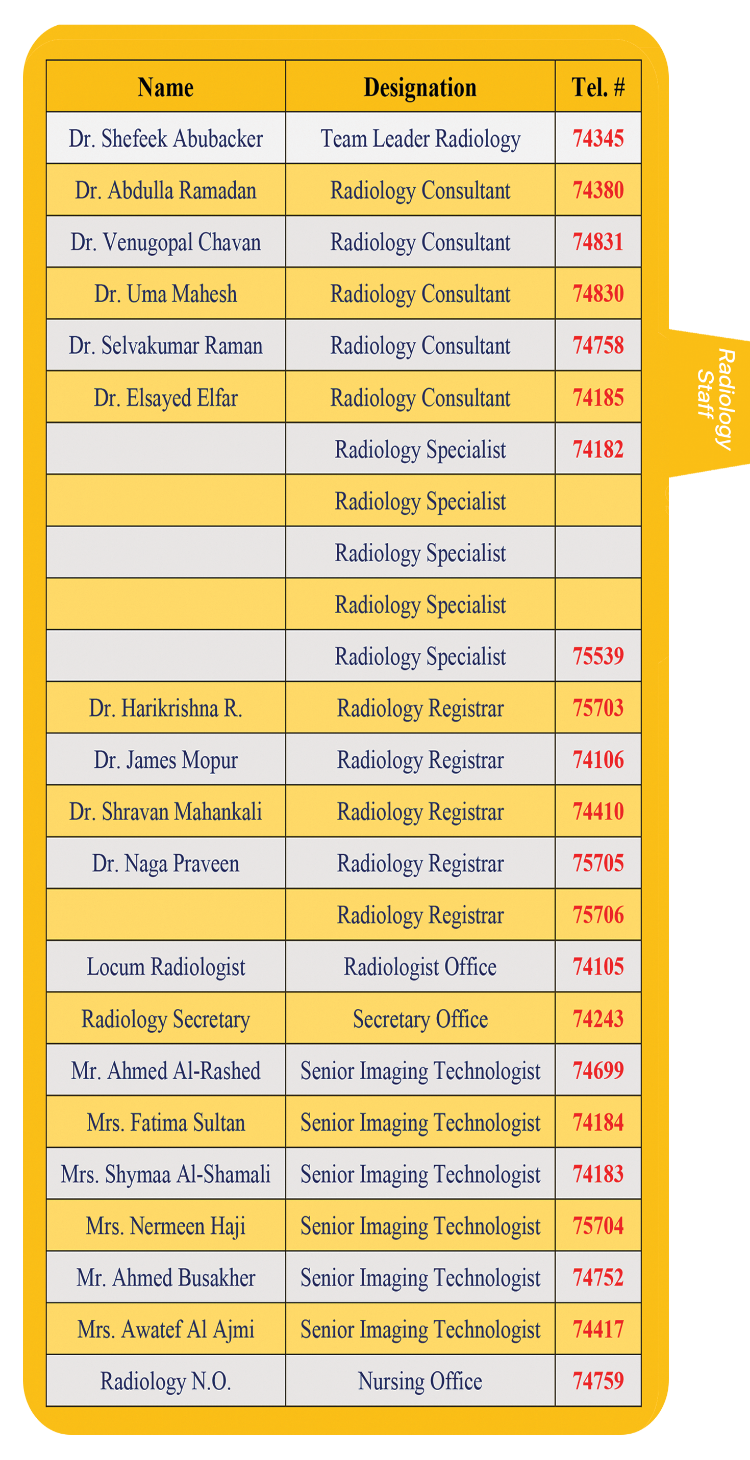 Name Designation Tel. #
Dr. Shefeek Abubacker Team Leader Radiology 74345
Dr. Abdulla Ramadan Radiology Consultant 74380
Dr. Venugopal Chavan Radiology Consultant 74831
Dr. Uma Mahesh Radiology Consultant 74830
Dr. Selvakumar Raman Radiology Consultant 74758
Dr. Elsayed Elfar Radiology Consultant 74185
Radiology Specialist 74182
Radiology Specialist
Radiology Specialist
Radiology Specialist
Radiology Specialist 75539
Dr. Harikrishna R. Radiology Registrar 75703
Dr. James Mopur Radiology Registrar 74106
Dr. Shravan Mahankali Radiology Registrar 74410
Dr. Naga Praveen Radiology Registrar 75705
Radiology Registrar 75706
Locum Radiologist Radiologist Office 74105
Radiology Secretary Secretary Office 74243
Mr. Ahmed Al-Rashed Senior Imaging Technologist 74699
Mrs. Fatima Sultan Senior Imaging Technologist 74184
Mrs. Shymaa Al-Shamali Senior Imaging Technologist 74183
Mrs. Nermeen Haji Senior Imaging Technologist 75704
Mr. Ahmed Busakher Senior Imaging Technologist 74752
Mrs. Awatef Al Ajmi Senior Imaging Technologist 74417
Radiology N.O. Nursing Office 74759
Radiology
Staff